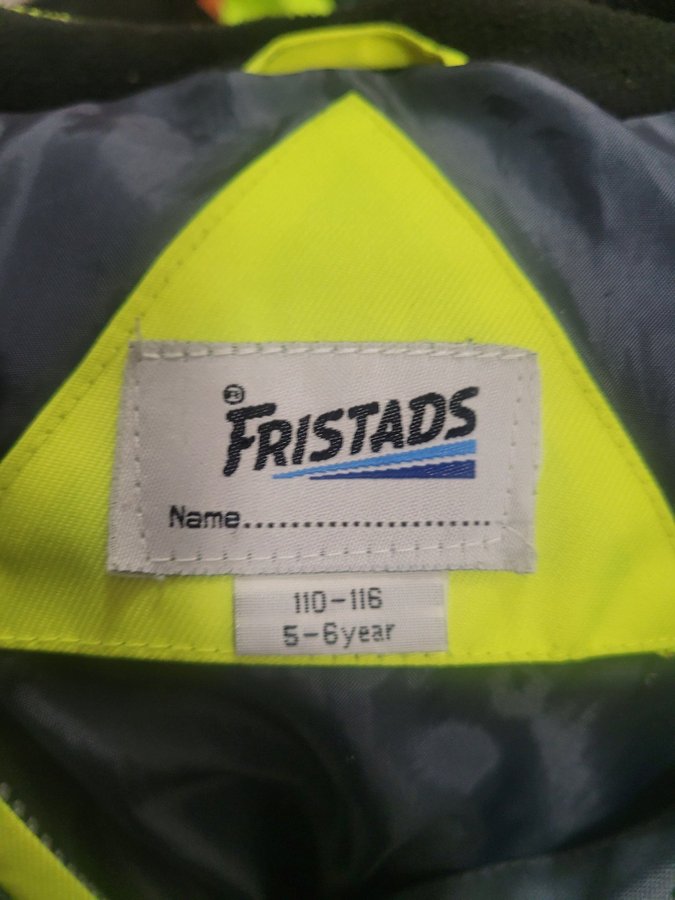 ® FRISTADS
Name........................
110-116
5-6year